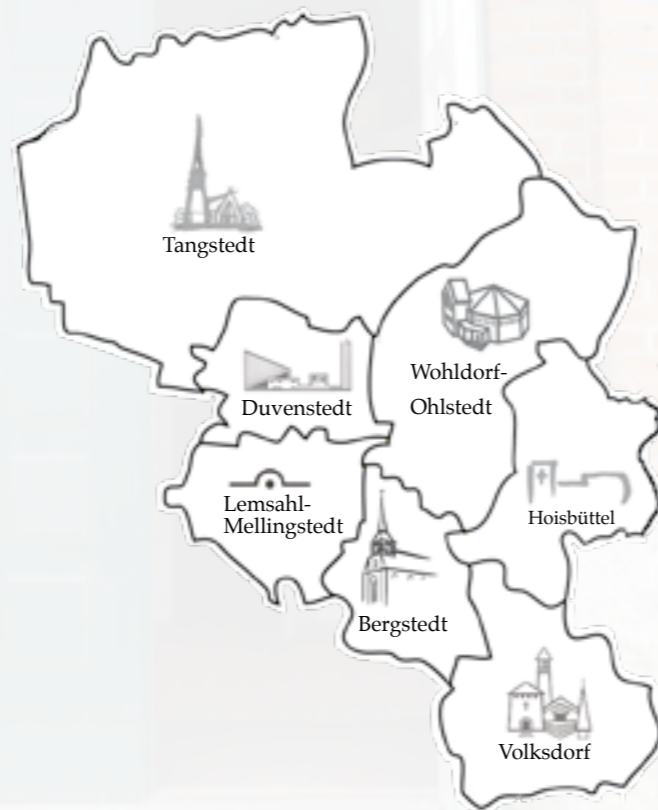 Tangstedt
Duvenstedt
Wohldorf-
Ohlstedt
Lemsahl-
Mellingstedt
Hoisbüttel
Bergstedt
Volksdorf